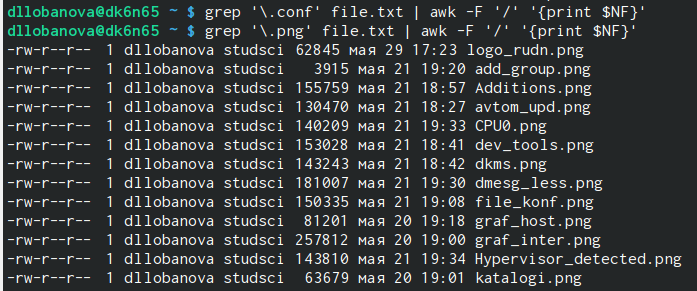 dllobanova@dk6n65 ~ $ grep '\.conf' file.txt | awk -F '/' '{print $NF}'
dllobanova@dk6n65 ~ $ grep '\.png' file.txt | awk -F '/' '{print $NF}'
-rw-r--r-- 1 dllobanova studsci 62845 мая 29 17:23 logo_rudn.png
-rw-r--r-- 1 dllobanova studsci 3915 мая 21 19:20 add_group.png
-rw-r--r-- 1 dllobanova studsci 155759 мая 21 18:57 Additions.png
-rw-r--r-- 1 dllobanova studsci 130470 мая 21 18:27 avtom_upd.png
-rw-r--r-- 1 dllobanova studsci 140209 мая 21 19:33 CPU0.png
-rw-r--r-- 1 dllobanova studsci 153028 мая 21 18:41 dev_tools.png
-rw-r--r-- 1 dllobanova studsci 143243 мая 21 18:42 dkms.png
-rw-r--r-- 1 dllobanova studsci 181007 мая 21 19:30 dmesg_less.png
-rw-r--r-- 1 dllobanova studsci 150335 мая 21 19:08 file_konf.png
-rw-r--r-- 1 dllobanova studsci 81201 мая 20 19:18 graf_host.png
-rw-r--r-- 1 dllobanova studsci 257812 мая 20 19:00 graf_inter.png
-rw-r--r-- 1 dllobanova studsci 143810 мая 21 19:34 Hypervisor_detected.png
-rw-r--r-- 1 dllobanova studsci 63679 мая 20 19:01 katalogi.png